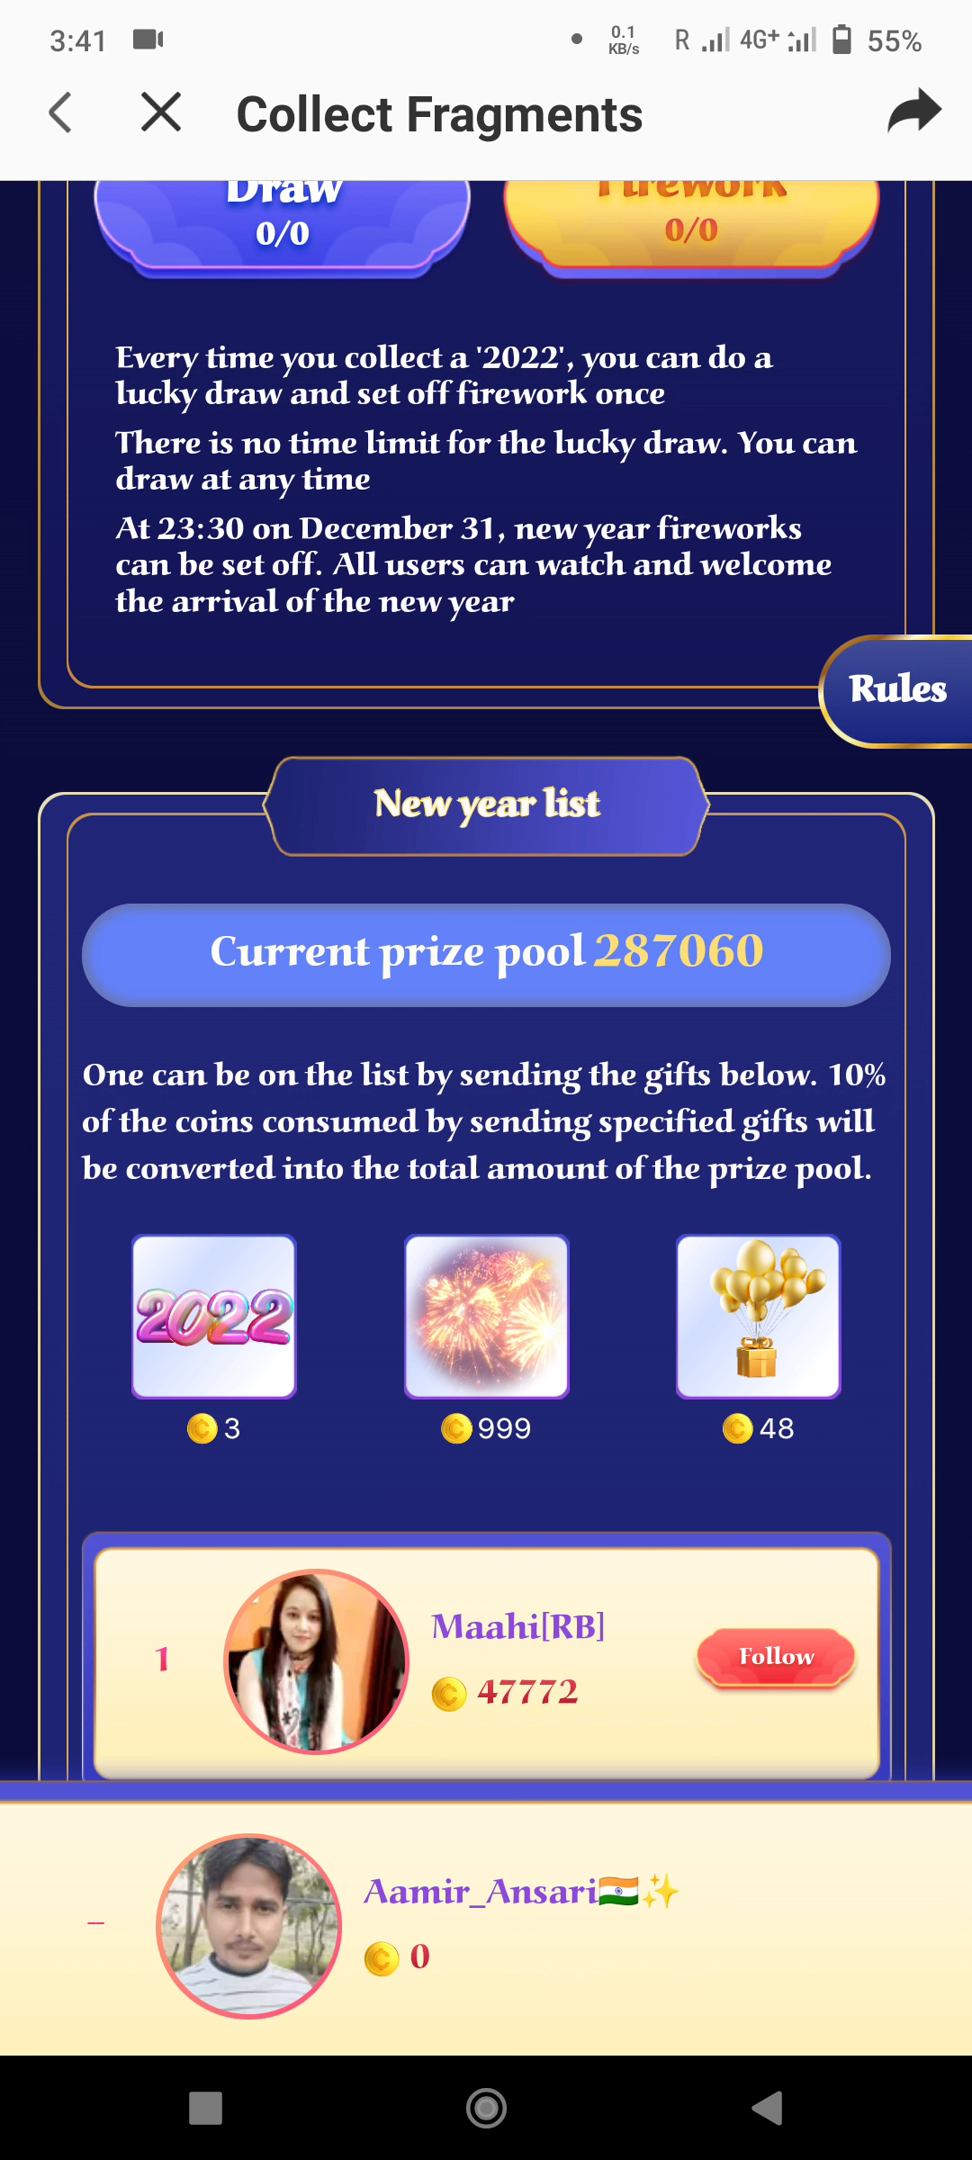 3:41
0.1
KB/s
R
4G+
55%
Collect Fragments
Draw
0/0
Firework
0/0
Every time you collect a '2022', you can do a
lucky draw and set off firework once
There is no time limit for the lucky draw. You can
draw at any time
At 23:30 on December 31, new year fireworks
can be set off. All users can watch and welcome
the arrival of the new year
Rules
New year list
Current prize pool 287060
One can be on the list by sending the gifts below. 10%
of the coins consumed by sending specified gifts will
be converted into the total amount of the prize pool.
2022
3
999
48
1
Maahi[RB]
47772
Follow
–
Aamir_Ansari🇮🇳✨
0